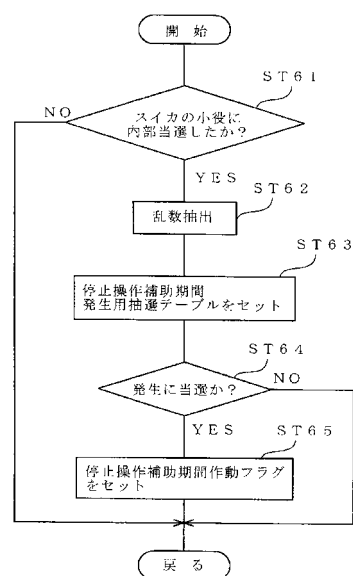 開始
ST61
NO
スイカの小役に
内部当選したか？
YES
ST62
乱数抽出
ST63
停止操作補助期間
発生用抽選テーブルをセット
ST64
発生に当選か？
NO
YES
ST65
停止操作補助期間作動フラグ
をセット
戻る